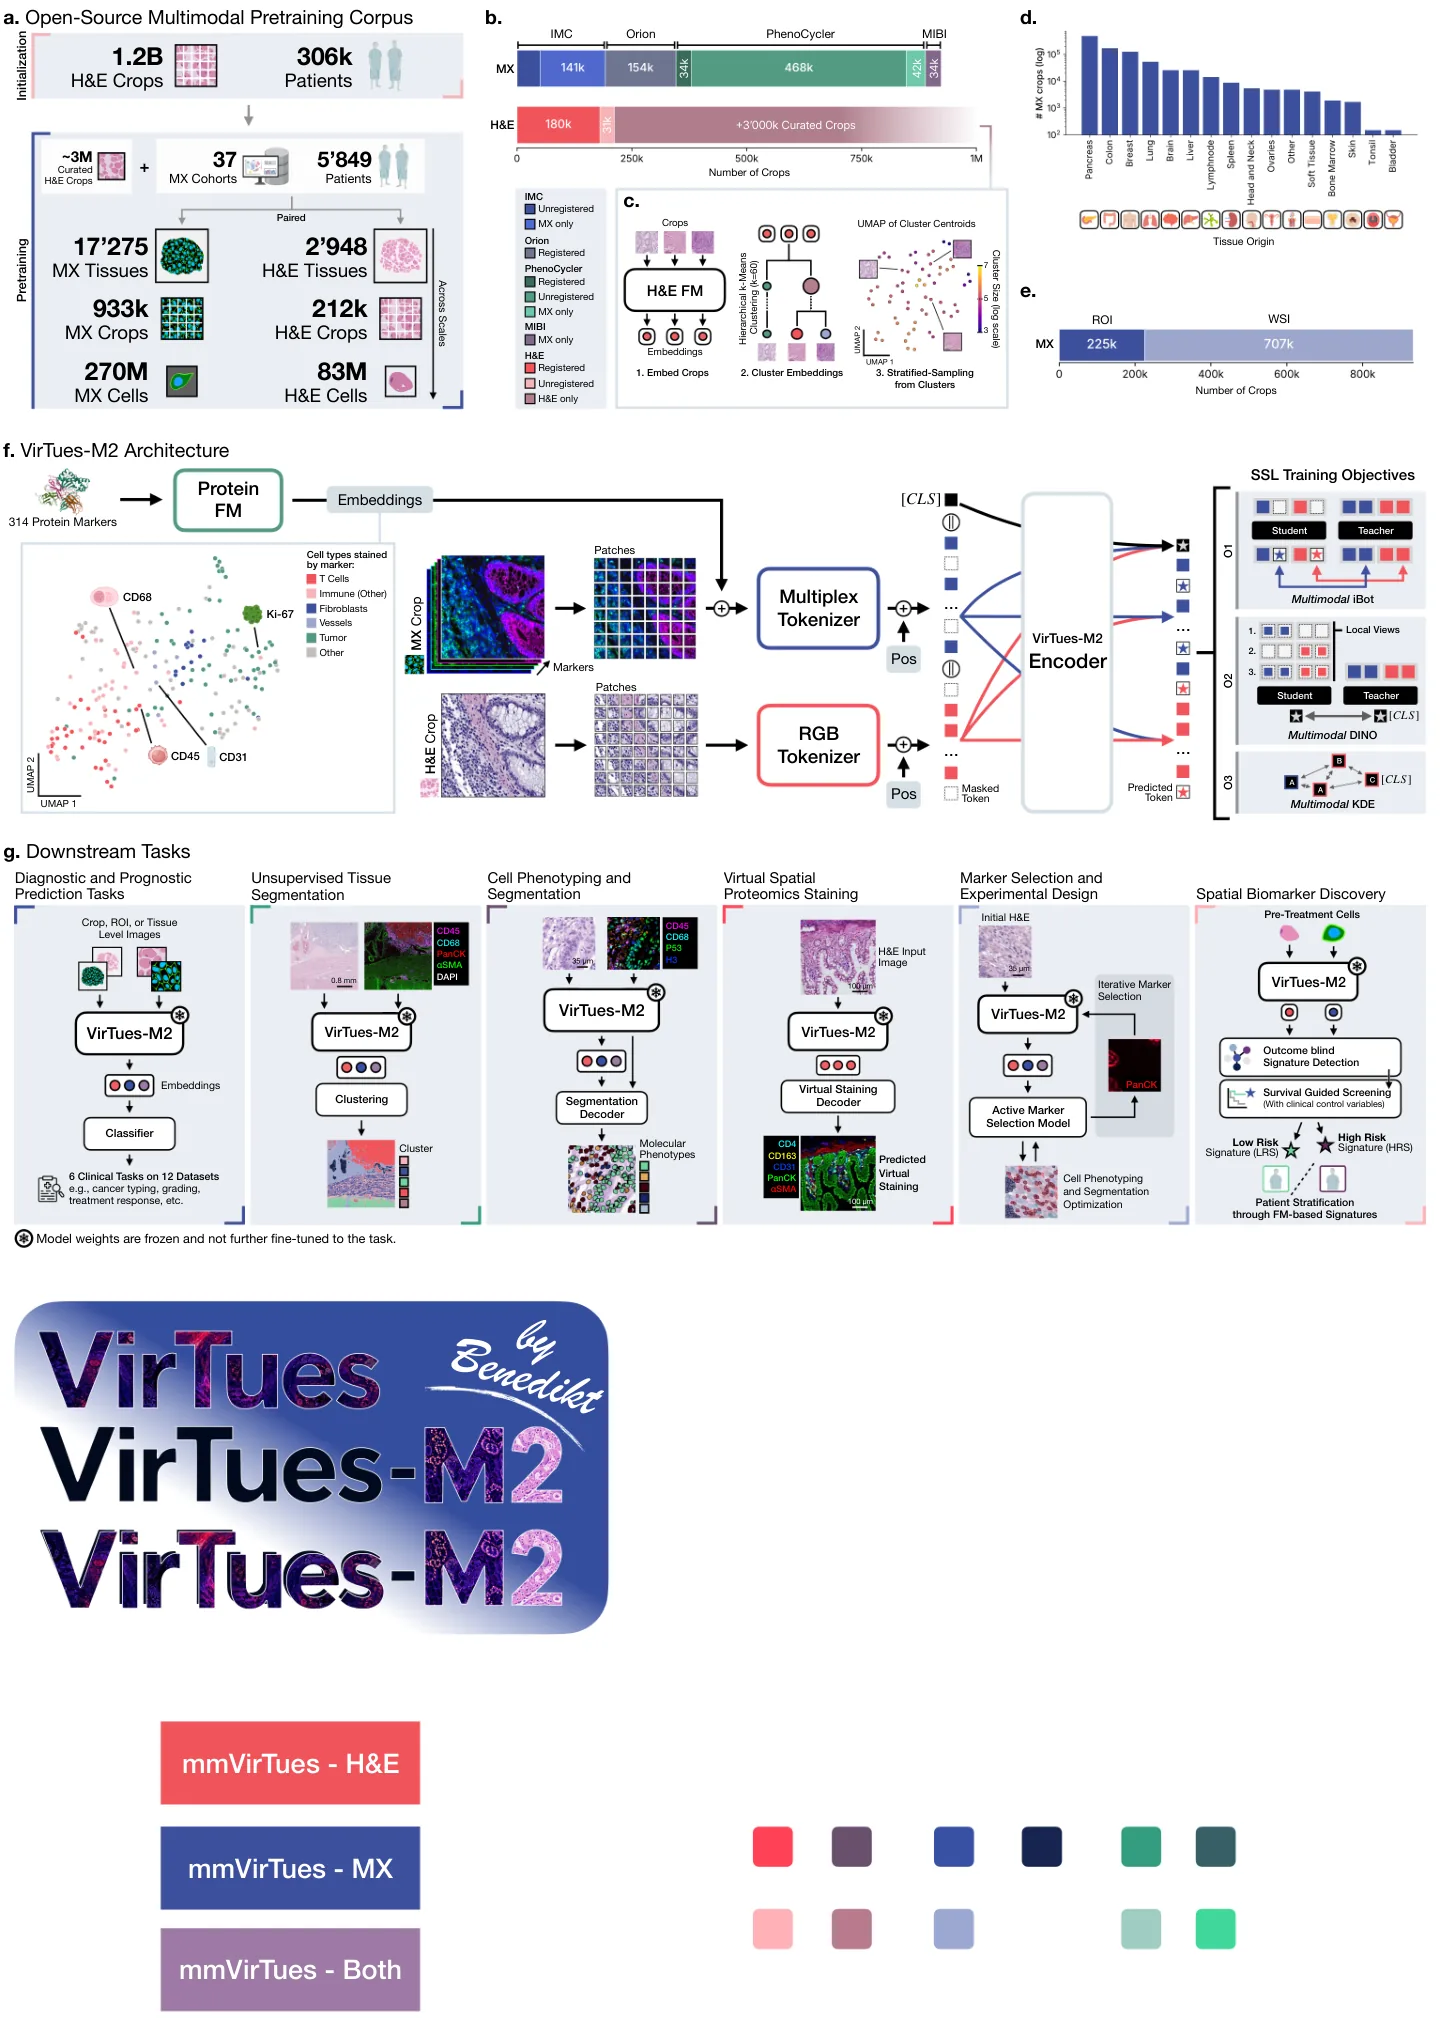 a. Open-Source Multimodal Pretraining Corpus
Initialization
1.2B
H&E Crops
306k
Patients
Pretraining
~3M
Curated
H&E Crops
+
37
MX Cohorts
5'849
Patients
Paired
17'275
MX Tissues
2'948
H&E Tissues
933k
MX Crops
212k
H&E Crops
270M
MX Cells
83M
H&E Cells
Across Scales
b.
IMC
Orion
PhenoCycler
MIBI
MX
141k
154k
34k
468k
42k
34k
H&E
180k
31k
+3'000k Curated Crops
0
250k
500k
750k
1M
Number of Crops
IMC
Unregistered
MX only
Orion
Registered
PhenoCycler
Registered
Unregistered
MX only
MIBI
MX only
H&E
Registered
Unregistered
H&E only
c.
Crops
H&E FM
Embeddings
1. Embed Crops
Hierarchical k-Means
Clustering (k=60)
2. Cluster Embeddings
UMAP of Cluster Centroids
UMAP 2
UMAP 1
7
5
3
Cluster Size (log scale)
3. Stratified-Sampling
from Clusters
d.
# MX crops (log)
10⁵
10⁴
10³
10²
Pancreas
Colon
Breast
Lung
Brain
Liver
Lymphnode
Spleen
Head and Neck
Ovaries
Other
Soft Tissue
Bone Marrow
Skin
Tonsil
Bladder
Tissue Origin
e.
ROI
WSI
MX
225k
707k
0
200k
400k
600k
800k
Number of Crops
f. VirTues-M2 Architecture
314 Protein Markers
Protein
FM
Embeddings
Cell types stained
by marker:
T Cells
Immune (Other)
Fibroblasts
Vessels
Tumor
Other
CD68
Ki-67
CD45
CD31
UMAP 2
UMAP 1
MX Crop
Markers
Patches
H&E Crop
Patches
+
Multiplex
Tokenizer
+
Pos
RGB
Tokenizer
+
Pos
[CLS]
...
...
Masked
Token
VirTues-M2
Encoder
...
...
Predicted
Token
SSL Training Objectives
O1
Student
Teacher
Multimodal iBot
O2
1.
2.
3.
Local Views
Student
Teacher
[CLS]
Multimodal DINO
O3
A
B
A
C
[CLS]
Multimodal KDE
g. Downstream Tasks
Diagnostic and Prognostic
Prediction Tasks
Crop, ROI, or Tissue
Level Images
VirTues-M2
Embeddings
Classifier
6 Clinical Tasks on 12 Datasets
e.g., cancer typing, grading,
treatment response, etc.
Unsupervised Tissue
Segmentation
0.8 mm
CD45
CD68
PanCK
αSMA
DAPI
VirTues-M2
Clustering
Cluster
Cell Phenotyping and
Segmentation
35 µm
CD45
CD68
P53
H3
VirTues-M2
Segmentation
Decoder
Molecular
Phenotypes
Virtual Spatial
Proteomics Staining
H&E Input
Image
100 µm
VirTues-M2
Virtual Staining
Decoder
CD4
CD163
CD31
PanCK
αSMA
100 µm
Predicted
Virtual
Staining
Marker Selection and
Experimental Design
Initial H&E
35 µm
VirTues-M2
Iterative Marker
Selection
PanCK
Active Marker
Selection Model
Cell Phenotyping
and Segmentation
Optimization
Spatial Biomarker Discovery
Pre-Treatment Cells
VirTues-M2
Outcome blind
Signature Detection
Survival Guided Screening
(With clinical control variables)
Low Risk
Signature (LRS)
High Risk
Signature (HRS)
Patient Stratification
through FM-based Signatures
Model weights are frozen and not further fine-tuned to the task.
VirTues
by
Benedikt
VirTues-M2
VirTues-M2
mmVirTues - H&E
mmVirTues - MX
mmVirTues - Both